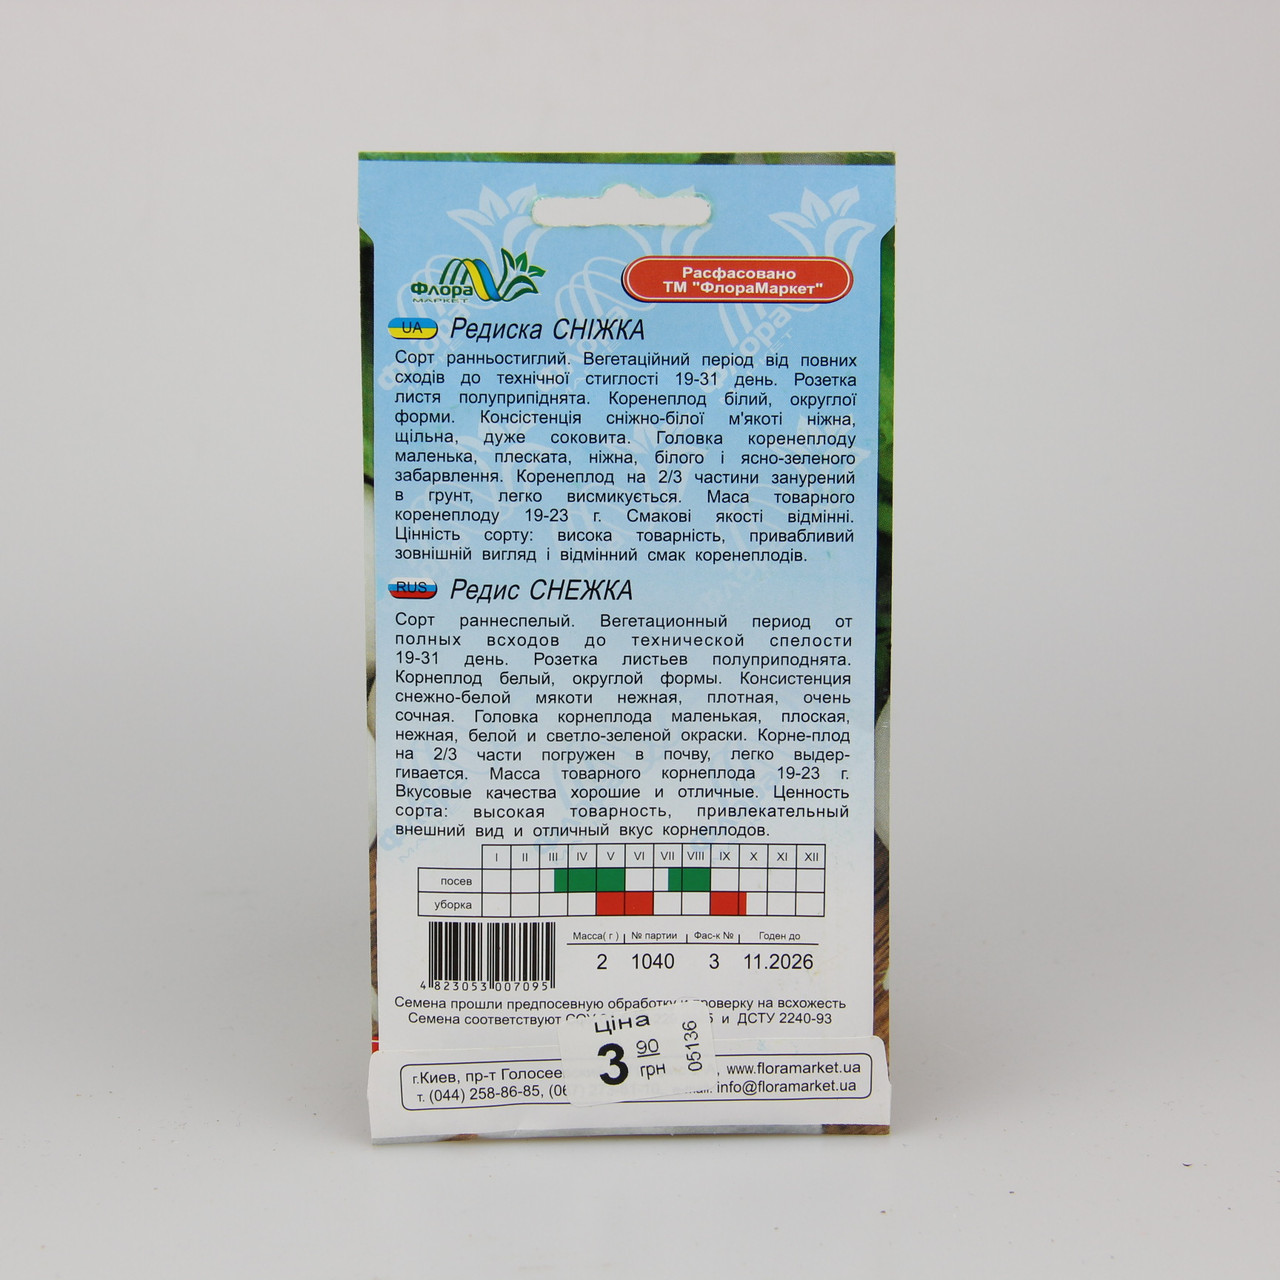 Флора
МАРКЕТ
Расфасовано
ТМ "ФлораМаркет"
UA Редиска СНІЖКА
Сорт ранньостиглий. Вегетаційний період від повних
сходів до технічної стиглості 19-31 день. Розетка
листя полуприпіднята. Коренеплод білий, округлої
форми. Консістенція сніжно-білої м'якоті ніжна,
щільна, дуже соковита. Головка коренеплоду
маленька, плеската, ніжна, білого і ясно-зеленого
забарвлення. Коренеплод на 2/3 частини занурений
в грунт, легко висмикується. Маса товарного
коренеплоду 19-23 г. Смакові якості відмінні.
Цінність сорту: висока товарність, привабливий
зовнішній вигляд і відмінний смак коренеплодів.
RUS Редис СНЕЖКА
Сорт раннеспелый. Вегетационный период от
полных всходов до технической спелости
19-31 день. Розетка листьев полуприподнята.
Корнеплод белый, округлой формы. Консистенция
снежно-белой мякоти нежная, плотная, очень
сочная. Головка корнеплода маленькая, плоская,
нежная, белой и светло-зеленой окраски. Корне-плод
на 2/3 части погружен в почву, легко выдер-
гивается. Масса товарного корнеплода 19-23 г.
Вкусовые качества хорошие и отличные. Ценность
сорта: высокая товарность, привлекательный
внешний вид и отличный вкус корнеплодов.
I II III IV V VI VII VIII IX X XI XII
посев
уборка
Масса( г ) № партии Фас-к № Годен до
2 1040 3 11.2026
4 823053 007095
Семена прошли предпосевную обработку и проверку на всхожесть
Семена соответствуют и ДСТУ 2240-93
ціна
3 90 грн
05136
г.Киев, пр-т Голосее www.floramarket.ua
т. (044) 258-86-85, info@floramarket.ua